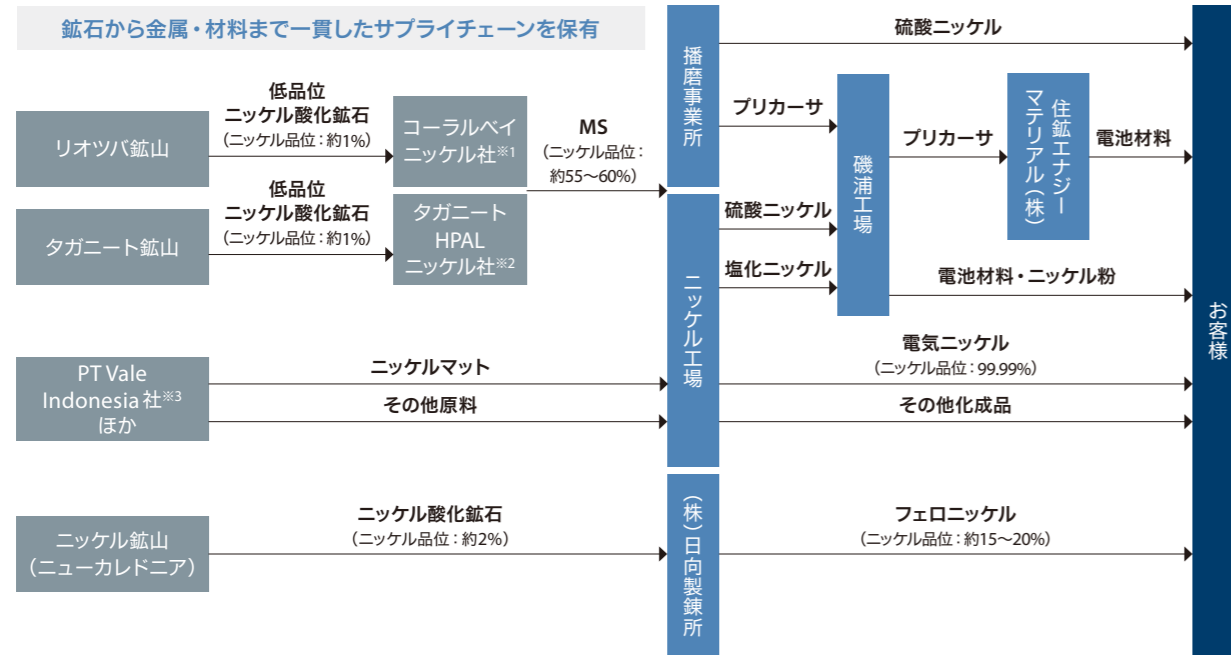 鉱石から金属・材料まで一貫したサプライチェーンを保有
リオツバ鉱山
低品位
ニッケル酸化鉱石
(ニッケル品位:約1%)
コーラルベイ
ニッケル社※1
タガニート鉱山
低品位
ニッケル酸化鉱石
(ニッケル品位:約1%)
タガニート
HPAL
ニッケル社※2
MS
(ニッケル品位:
約55〜60%)
PT Vale
Indonesia 社※3
ほか
ニッケルマット
その他原料
ニッケル鉱山
(ニューカレドニア)
ニッケル酸化鉱石
(ニッケル品位:約2%)
播磨事業所
ニッケル工場
(株)日向製錬所
硫酸ニッケル
プリカーサ
硫酸ニッケル
塩化ニッケル
磯浦工場
プリカーサ
住鉱エナジー
マテリアル(株)
電池材料
電池材料・ニッケル粉
電気ニッケル
(ニッケル品位:99.99%)
その他化成品
フェロニッケル
(ニッケル品位:約15〜20%)
お客様